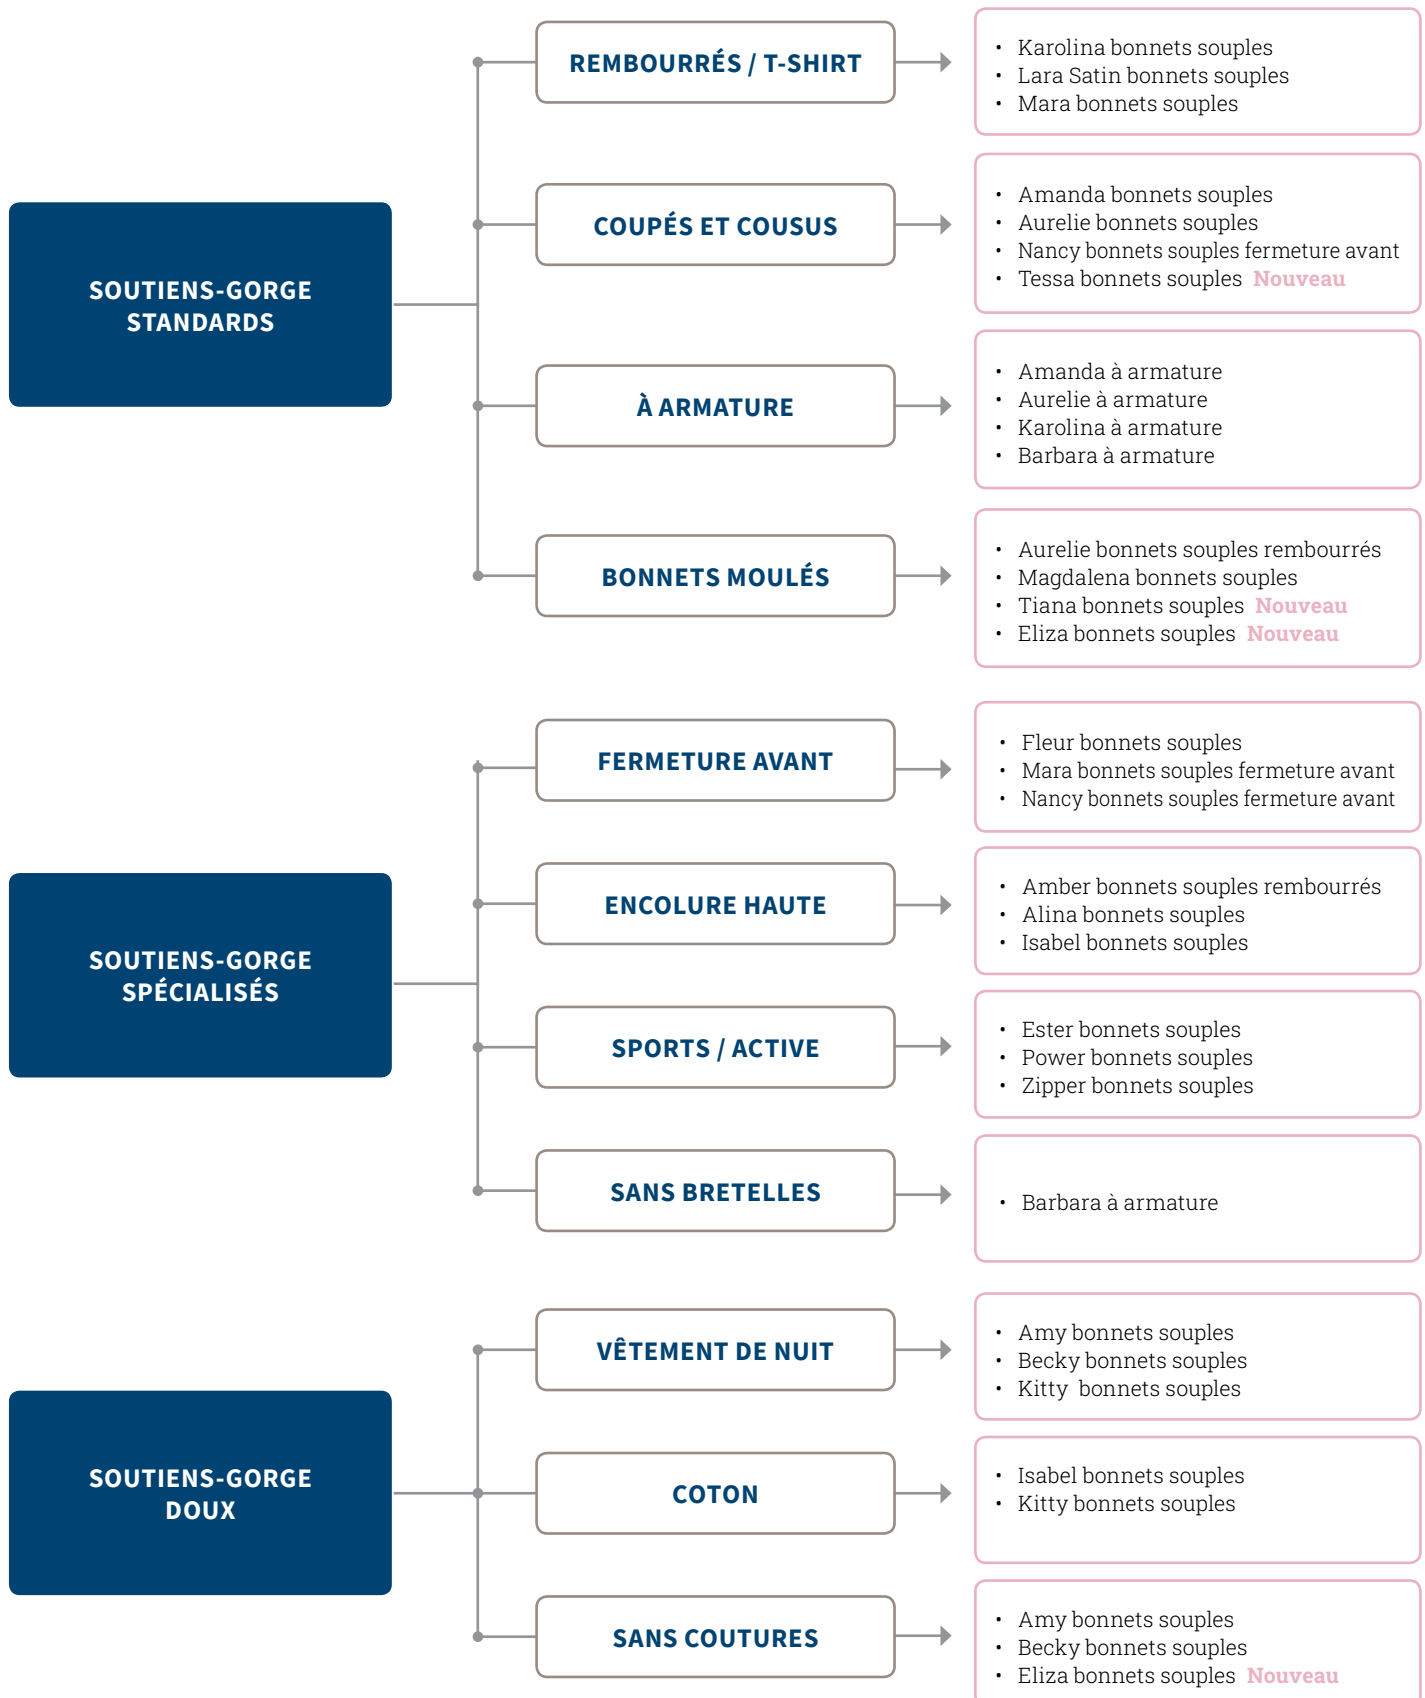 SOUTIENS-GORGE
STANDARDS
REMBOURRÉS / T-SHIRT
• Karolina bonnets souples
• Lara Satin bonnets souples
• Mara bonnets souples
COUPÉS ET COUSUS
• Amanda bonnets souples
• Aurelie bonnets souples
• Nancy bonnets souples fermeture avant
• Tessa bonnets souples Nouveau
À ARMATURE
• Amanda à armature
• Aurelie à armature
• Karolina à armature
• Barbara à armature
BONNETS MOULÉS
• Aurelie bonnets souples rembourrés
• Magdalena bonnets souples
• Tiana bonnets souples Nouveau
• Eliza bonnets souples Nouveau
SOUTIENS-GORGE
SPÉCIALISÉS
FERMETURE AVANT
• Fleur bonnets souples
• Mara bonnets souples fermeture avant
• Nancy bonnets souples fermeture avant
ENCOLURE HAUTE
• Amber bonnets souples rembourrés
• Alina bonnets souples
• Isabel bonnets souples
SPORTS / ACTIVE
• Ester bonnets souples
• Power bonnets souples
• Zipper bonnets souples
SANS BRETELLES
• Barbara à armature
SOUTIENS-GORGE
DOUX
VÊTEMENT DE NUIT
• Amy bonnets souples
• Becky bonnets souples
• Kitty bonnets souples
COTON
• Isabel bonnets souples
• Kitty bonnets souples
SANS COUTURES
• Amy bonnets souples
• Becky bonnets souples
• Eliza bonnets souples Nouveau